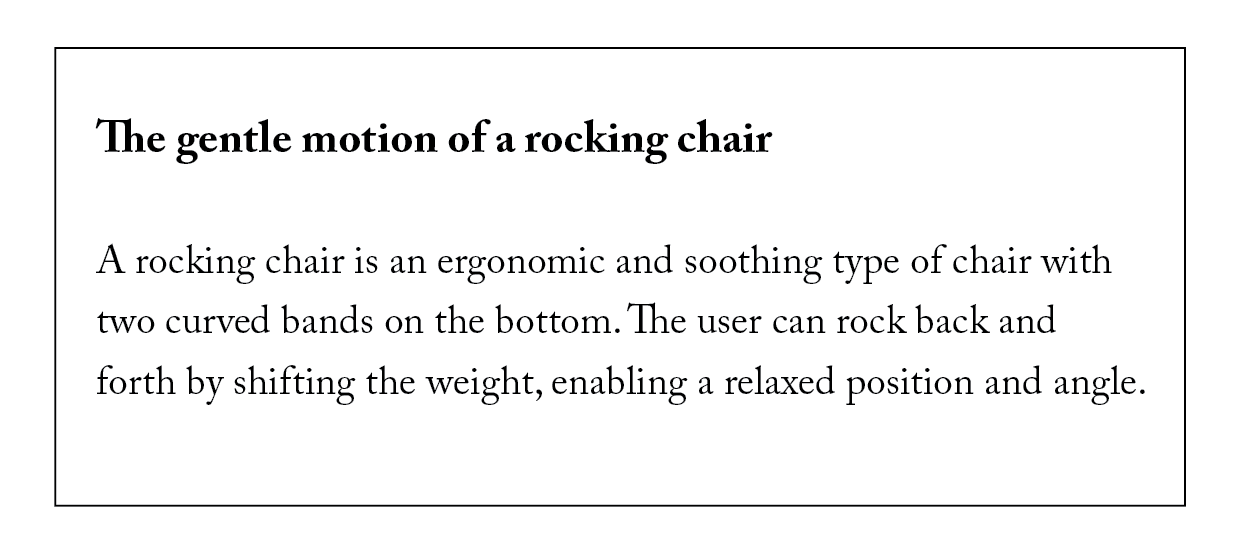 The gentle motion of a rocking chair
A rocking chair is an ergonomic and soothing type of chair with
two curved bands on the bottom. The user can rock back and
forth by shifting the weight, enabling a relaxed position and angle.